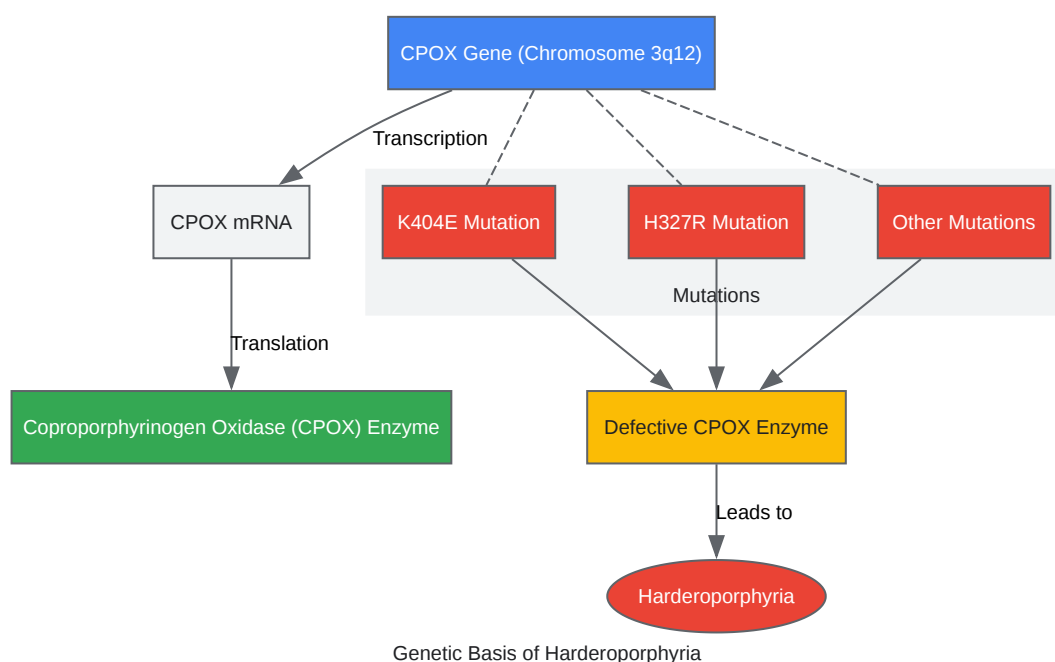 CPOX Gene (Chromosome 3q12)
Transcription
CPOX mRNA
K404E Mutation
H327R Mutation
Other Mutations
Mutations
Translation
Coproporphyrinogen Oxidase (CPOX) Enzyme
Defective CPOX Enzyme
Leads to
Harderoporphyria
Genetic Basis of Harderoporphyria